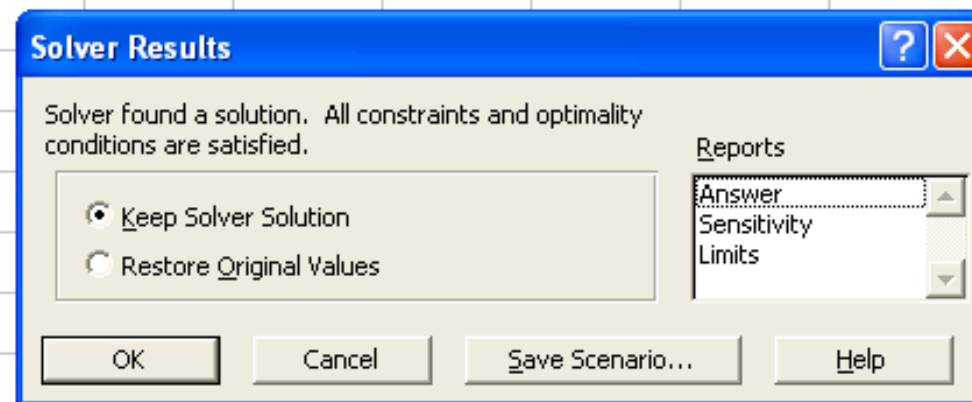 Solver Results
Solver found a solution. All constraints and optimality
conditions are satisfied.
Keep Solver Solution
Restore Original Values
Reports
Answer
Sensitivity
Limits
OK
Cancel
Save Scenario...
Help